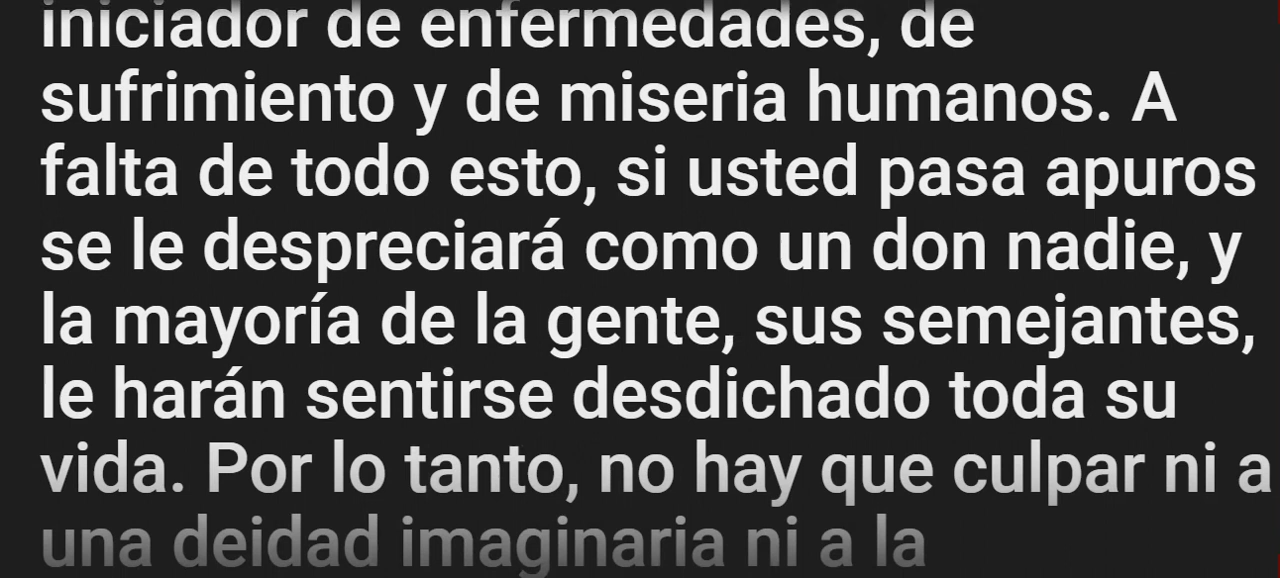 iniciador de enfermedades, de
sufrimiento y de miseria humanos. A
falta de todo esto, si usted pasa apuros
se le despreciará como un don nadie, y
la mayoría de la gente, sus semejantes,
le harán sentirse desdichado toda su
vida. Por lo tanto, no hay que culpar ni a
una deidad imaginaria ni a la